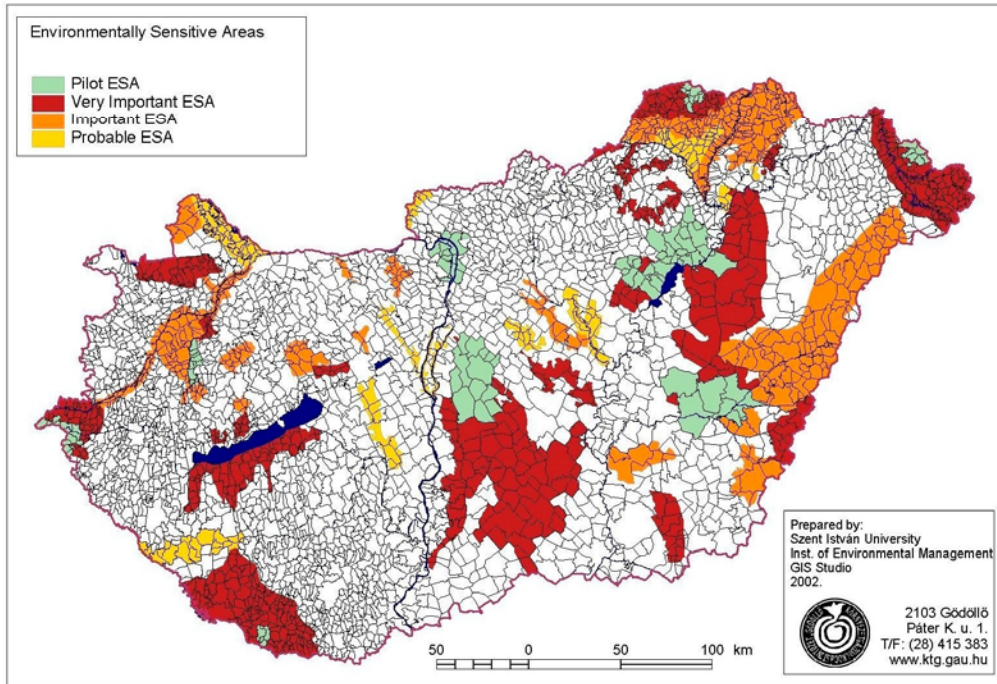 Environmentally Sensitive Areas
Pilot ESA
Very Important ESA
Important ESA
Probable ESA
Prepared by:
Szent István University
Inst. of Environmental Management
GIS Studio
2002.
2103 Gödöllő
Páter K. u. 1.
T/F: (28) 415 383
www.ktg.gau.hu
50 0 50 100 km